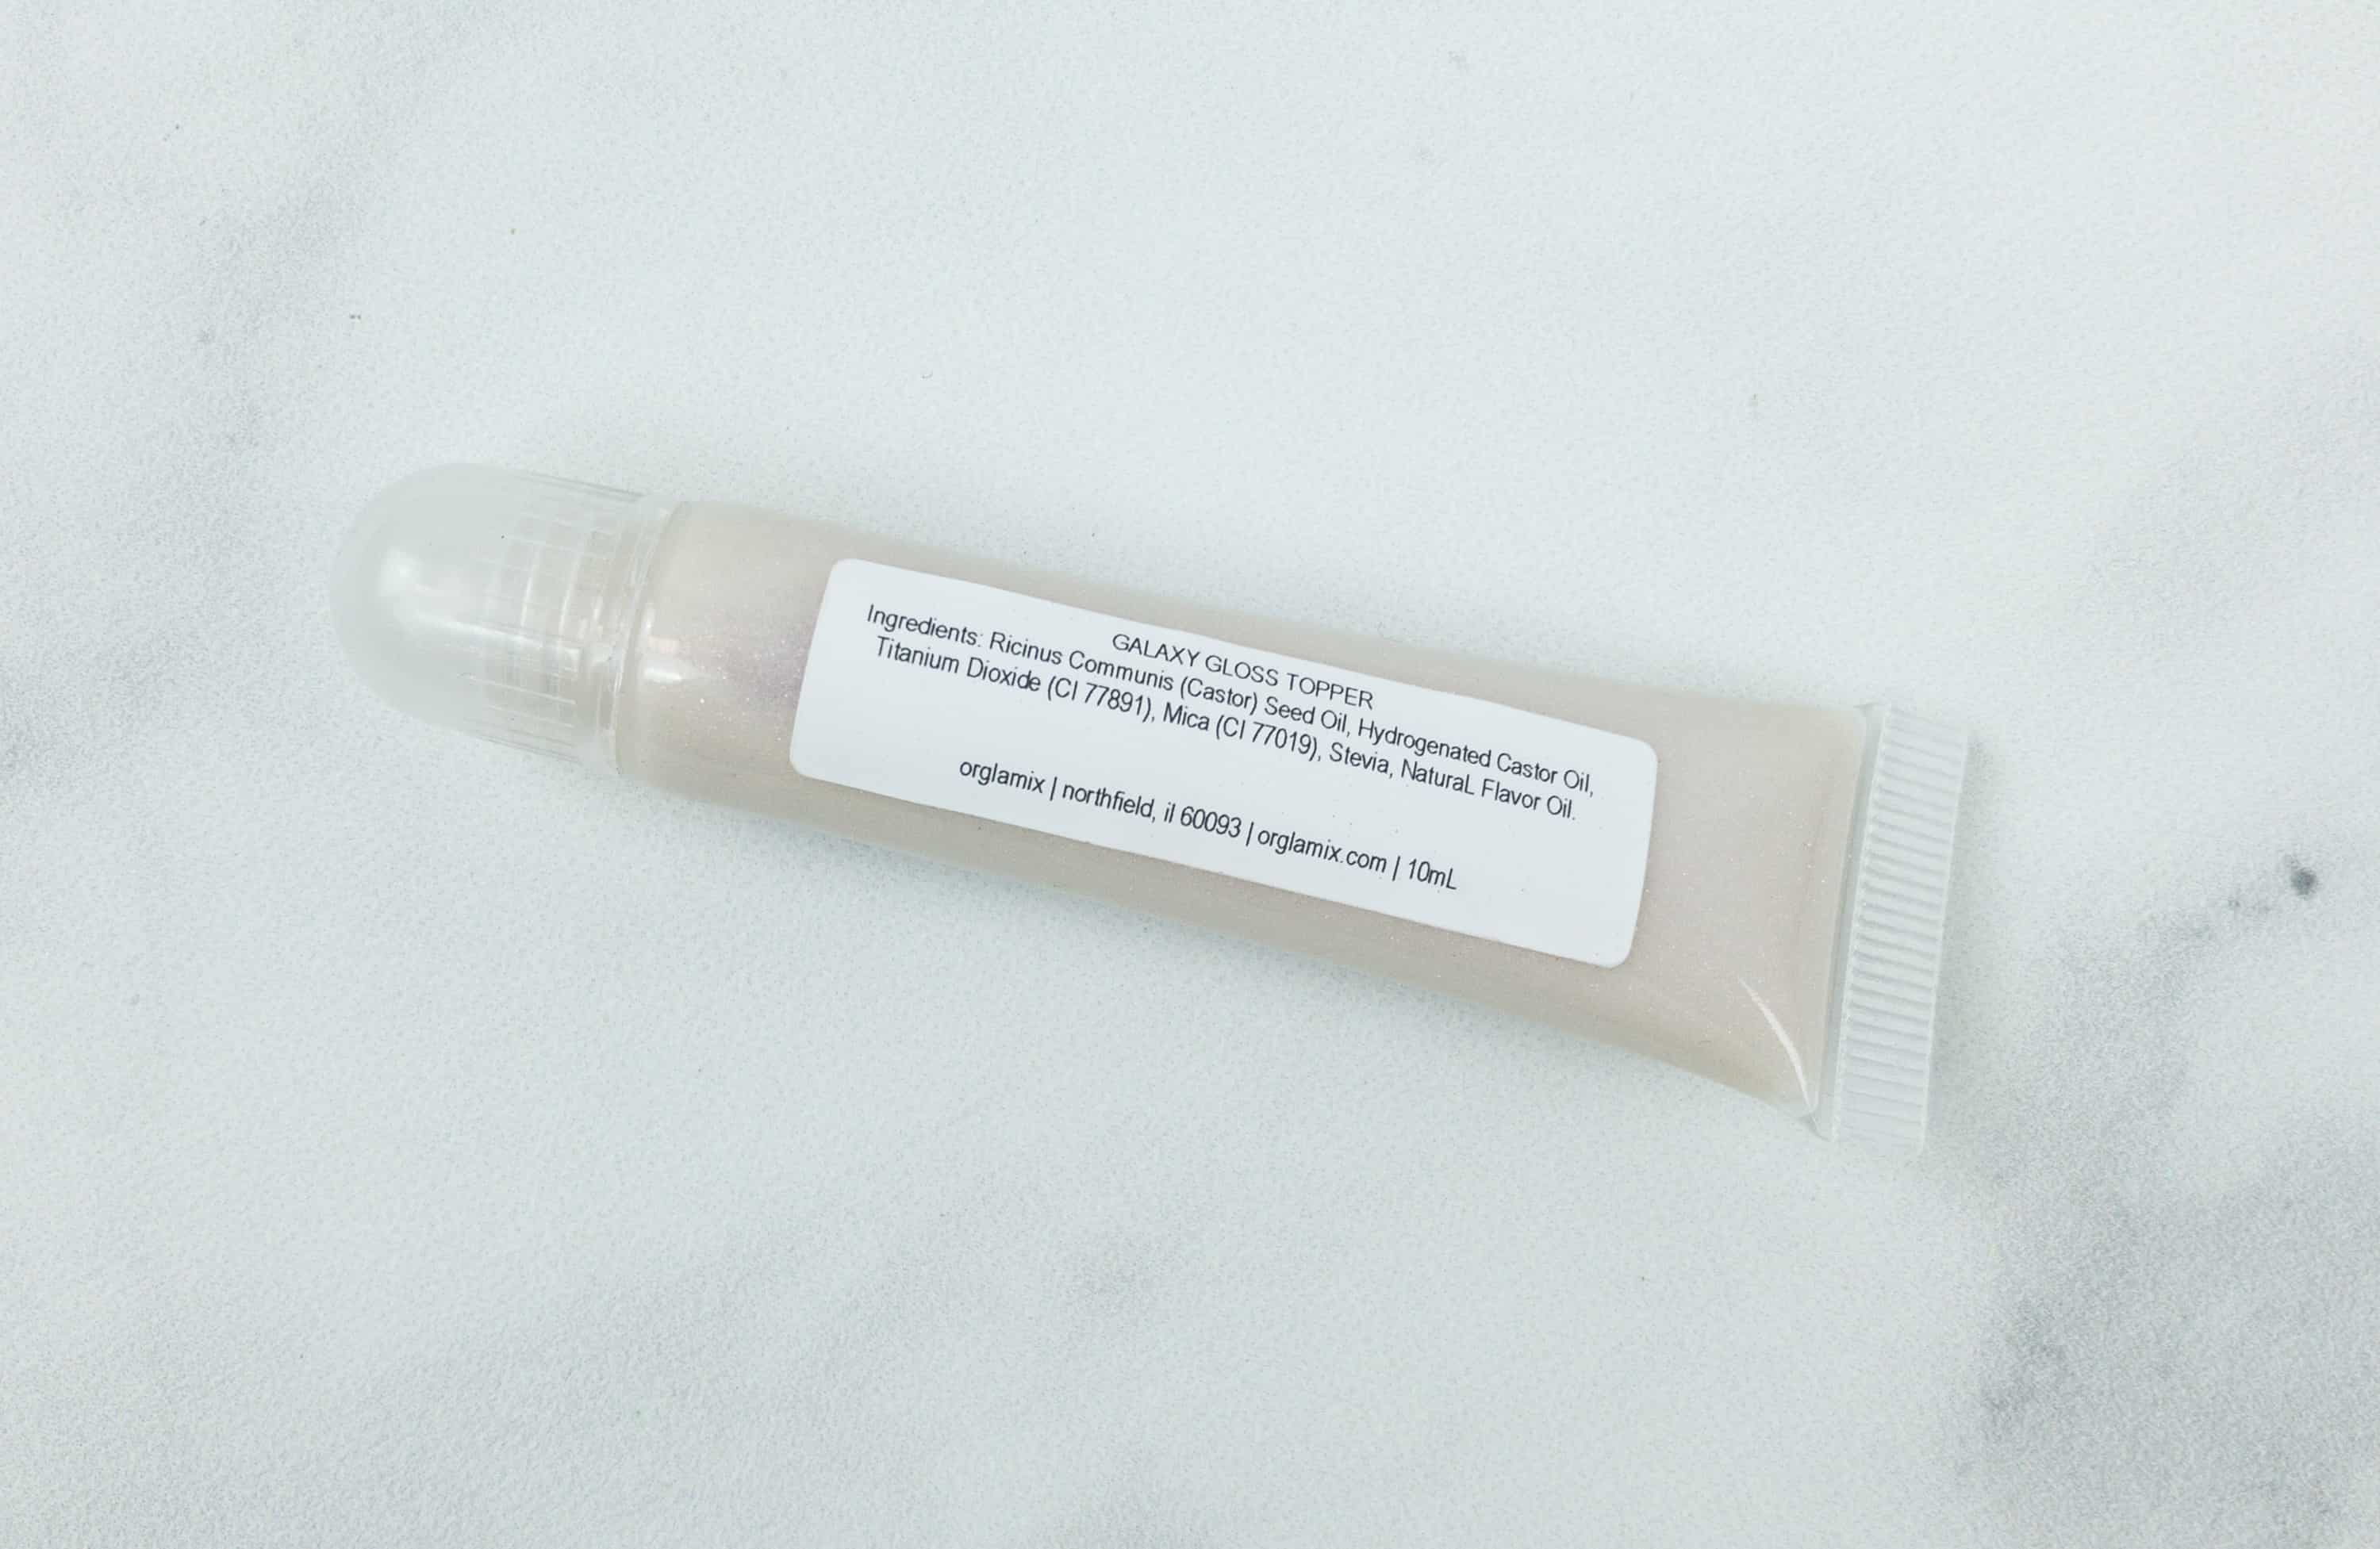 GALAXY GLOSS TOPPER
Ingredients: Ricinus Communis (Castor) Seed Oil, Hydrogenated Castor Oil,
Titanium Dioxide (CI 77891), Mica (CI 77019), Stevia, NaturaL Flavor Oil.
orglamix | northfield, il 60093 | orglamix.com | 10mL